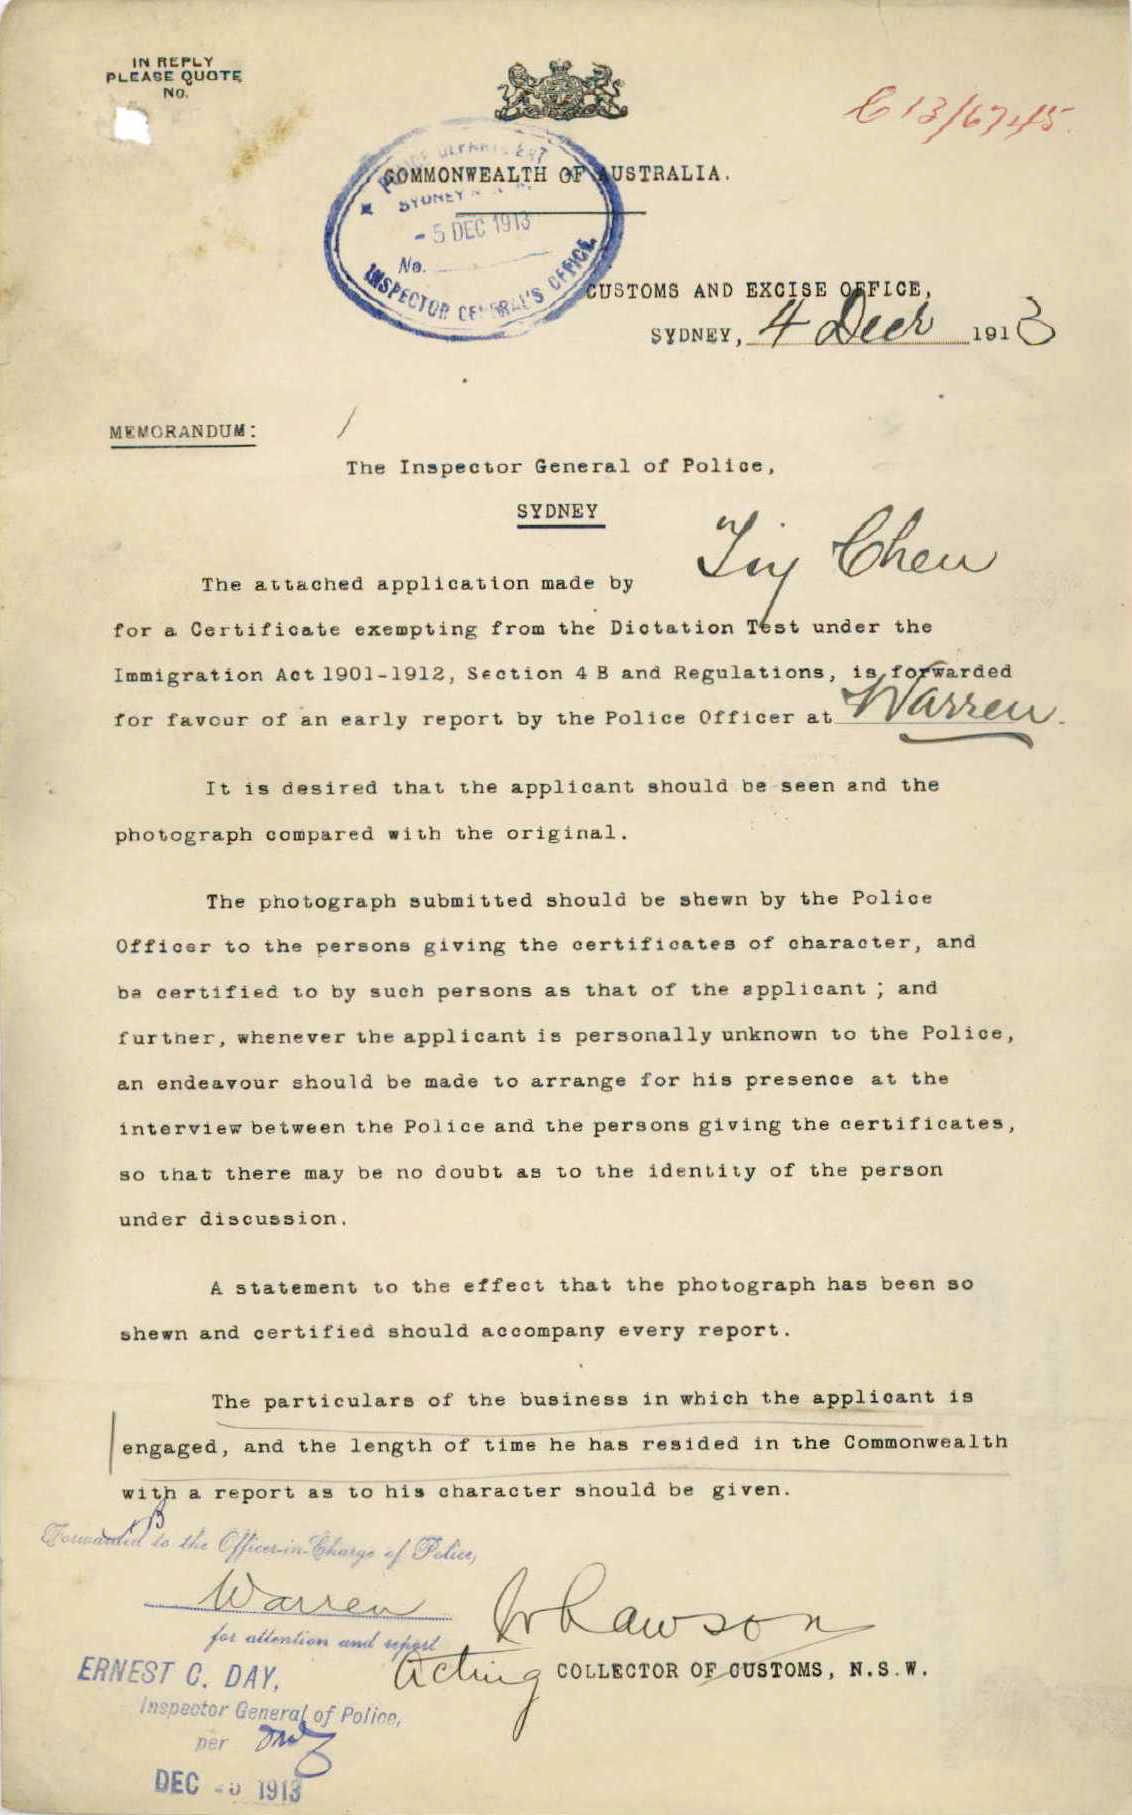 IN REPLY
PLEASE QUOTE
No.
C13/6745.
COMMONWEALTH OF AUSTRALIA.
POLICE DEPARTMENT
SYDNEY
- 5 DEC 1913
No.
INSPECTOR GENERAL'S OFFICE
CUSTOMS AND EXCISE OFFICE,
SYDNEY, 4 Decr 1913
MEMORANDUM:
The Inspector General of Police,
SYDNEY
The attached application made by Tiy Chen
for a Certificate exempting from the Dictation Test under the
Immigration Act 1901-1912, Section 4 B and Regulations, is forwarded
for favour of an early report by the Police Officer at Warren.
It is desired that the applicant should be seen and the
photograph compared with the original.
The photograph submitted should be shewn by the Police
Officer to the persons giving the certificates of character, and
be certified to by such persons as that of the applicant ; and
further, whenever the applicant is personally unknown to the Police,
an endeavour should be made to arrange for his presence at the
interview between the Police and the persons giving the certificates,
so that there may be no doubt as to the identity of the person
under discussion.
A statement to the effect that the photograph has been so
shewn and certified should accompany every report.
The particulars of the business in which the applicant is
engaged, and the length of time he has resided in the Commonwealth
with a report as to his character should be given.
Forwarded to the Officer-in-Charge of Police,
Warren
for attention and report
ERNEST C. DAY,
Inspector General of Police,
per
DEC 1913
Lawson
Acting COLLECTOR OF CUSTOMS, N.S.W.